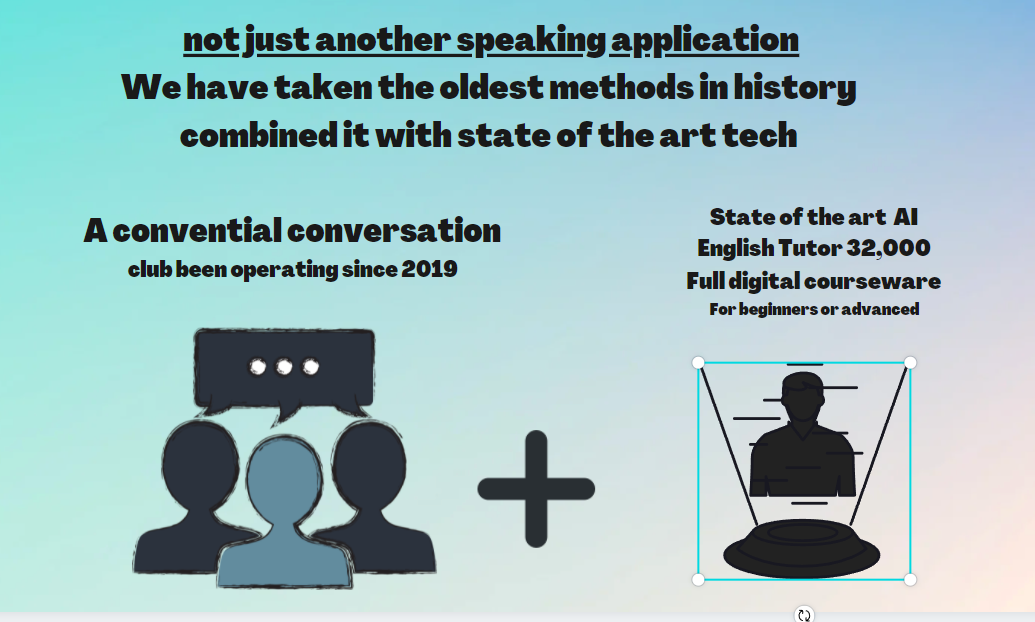 not just another speaking application
We have taken the oldest methods in history
combined it with state of the art tech
A convential conversation
club been operating since 2019
State of the art AI
English Tutor 32,000
Full digital courseware
For beginners or advanced